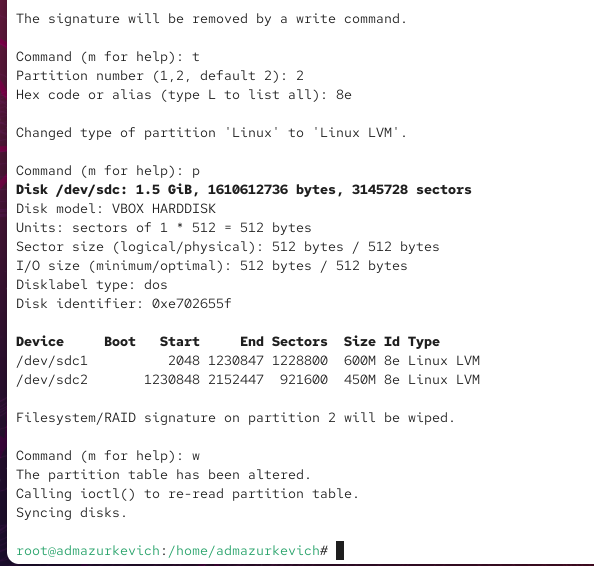 The signature will be removed by a write command.
Command (m for help): t
Partition number (1,2, default 2): 2
Hex code or alias (type L to list all): 8e
Changed type of partition 'Linux' to 'Linux LVM'.
Command (m for help): p
Disk /dev/sdc: 1.5 GiB, 1610612736 bytes, 3145728 sectors
Disk model: VBOX HARDDISK
Units: sectors of 1 * 512 = 512 bytes
Sector size (logical/physical): 512 bytes / 512 bytes
I/O size (minimum/optimal): 512 bytes / 512 bytes
Disklabel type: dos
Disk identifier: 0xe702655f
Device     Boot   Start     End Sectors  Size Id Type
/dev/sdc1          2048 1230847 1228800  600M 8e Linux LVM
/dev/sdc2       1230848 2152447  921600  450M 8e Linux LVM
Filesystem/RAID signature on partition 2 will be wiped.
Command (m for help): w
The partition table has been altered.
Calling ioctl() to re-read partition table.
Syncing disks.
root@admazurkevich:/home/admazurkevich#